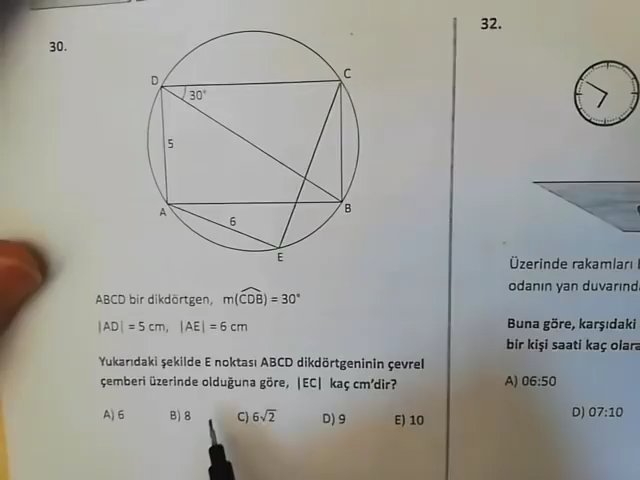 30.
D
C
30°
5
A
B
6
E
ABCD bir dikdörtgen, m(CDB) = 30°
|AD| = 5 cm, |AE| = 6 cm
Yukarıdaki şekilde E noktası ABCD dikdörtgeninin çevrel
çemberi üzerinde olduğuna göre, |EC| kaç cm'dir?
A) 6 B) 8 C) 6√2 D) 9 E) 10
32.
Üzerinde rakamları
odanın yan duvarınd
Buna göre, karşıdaki
bir kişi saati kaç olara
A) 06:50
D) 07:10